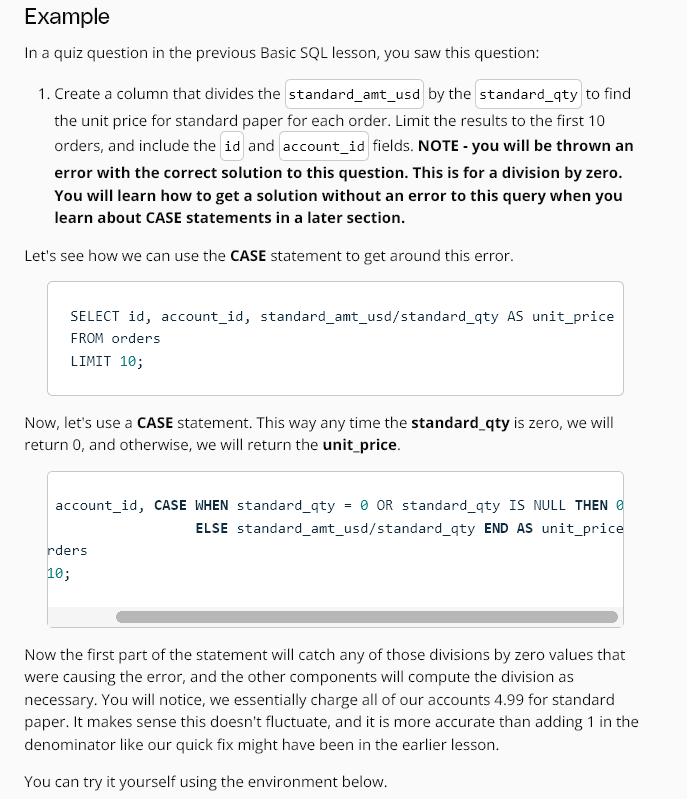 Example
In a quiz question in the previous Basic SQL lesson, you saw this question:
1. Create a column that divides the standard_amt_usd by the standard_qty to find
the unit price for standard paper for each order. Limit the results to the first 10
orders, and include the id and account_id fields. NOTE - you will be thrown an
error with the correct solution to this question. This is for a division by zero.
You will learn how to get a solution without an error to this query when you
learn about CASE statements in a later section.
Let's see how we can use the CASE statement to get around this error.
SELECT id, account_id, standard_amt_usd/standard_qty AS unit_price
FROM orders
LIMIT 10;
Now, let's use a CASE statement. This way any time the standard_qty is zero, we will
return 0, and otherwise, we will return the unit_price.
account_id, CASE WHEN standard_qty = 0 OR standard_qty IS NULL THEN 0
ELSE standard_amt_usd/standard_qty END AS unit_price
rders
10;
Now the first part of the statement will catch any of those divisions by zero values that
were causing the error, and the other components will compute the division as
necessary. You will notice, we essentially charge all of our accounts 4.99 for standard
paper. It makes sense this doesn't fluctuate, and it is more accurate than adding 1 in the
denominator like our quick fix might have been in the earlier lesson.
You can try it yourself using the environment below.